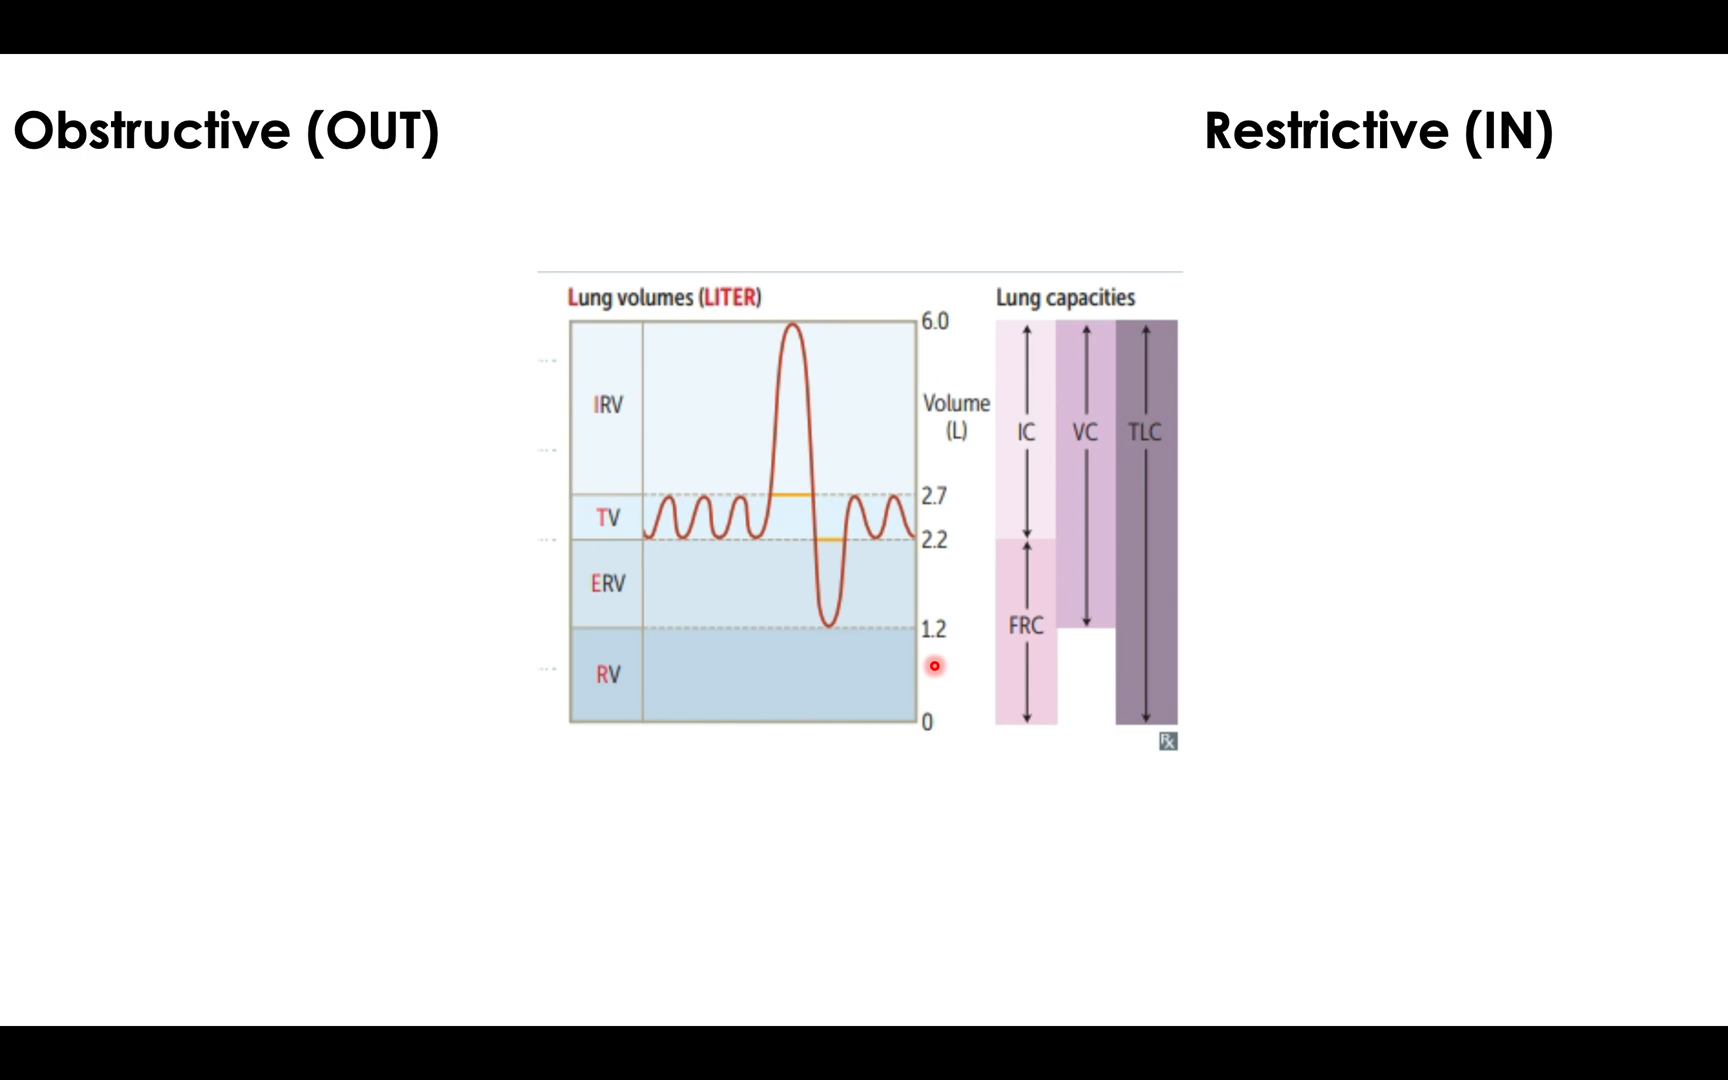 Obstructive (OUT)
Restrictive (IN)
Lung volumes (LITER)
Lung capacities
6.0
IRV
Volume
(L)
IC
VC
TLC
2.7
TV
2.2
ERV
1.2
FRC
RV
0
Rx